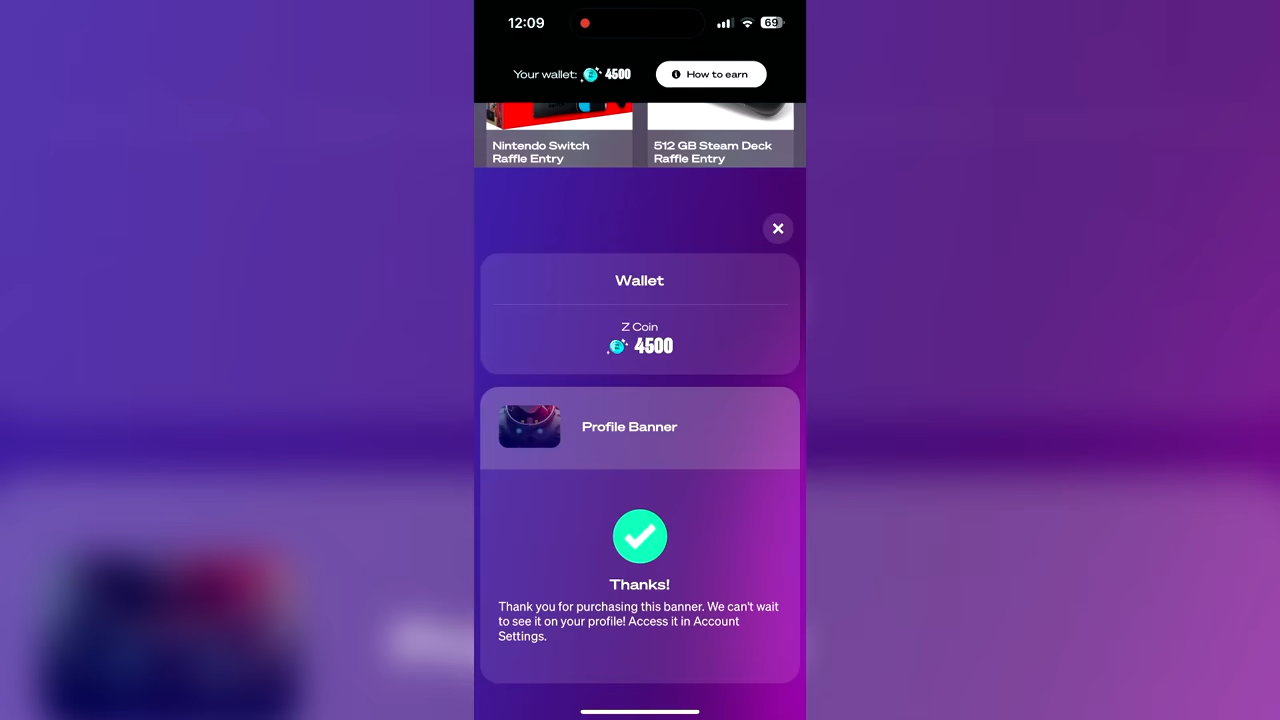 12:09
69
Your wallet: 4500
How to earn
Nintendo Switch
Raffle Entry
512 GB Steam Deck
Raffle Entry
Wallet
Z Coin
4500
Profile Banner
Thanks!
Thank you for purchasing this banner. We can't wait
to see it on your profile! Access it in Account
Settings.